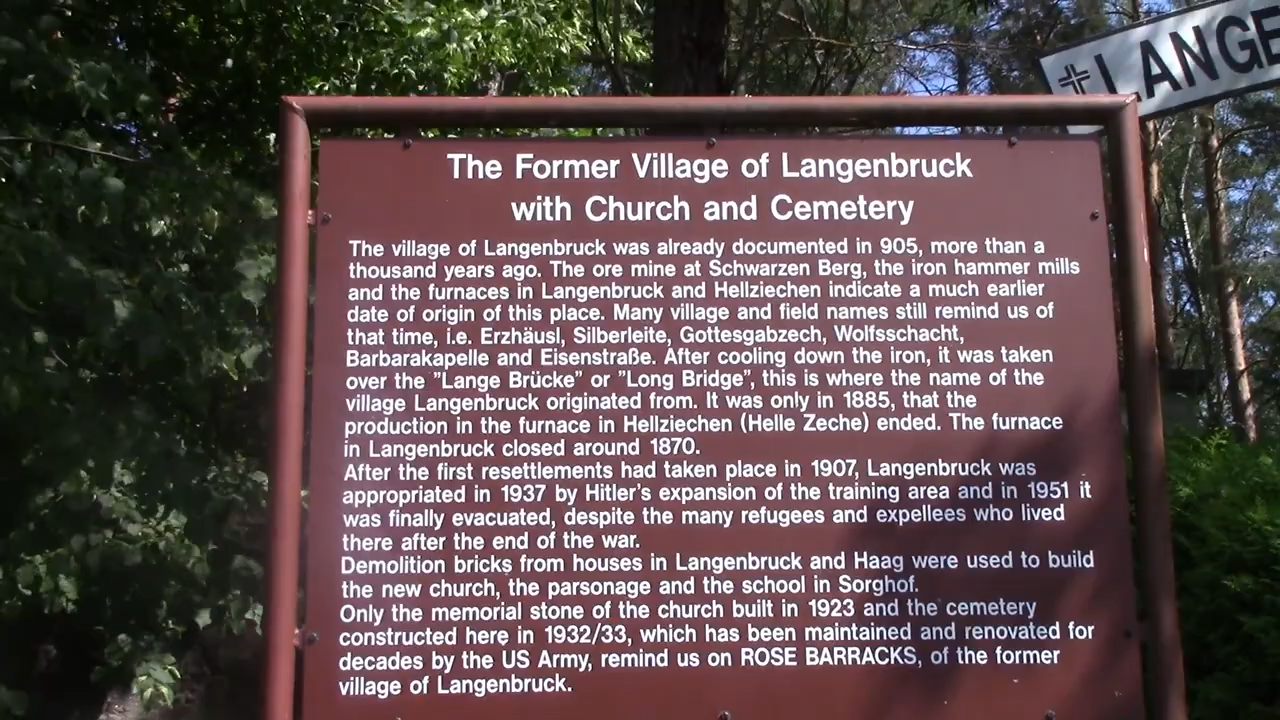 LANGE
The Former Village of Langenbruck
with Church and Cemetery
The village of Langenbruck was already documented in 905, more than a
thousand years ago. The ore mine at Schwarzen Berg, the iron hammer mills
and the furnaces in Langenbruck and Hellziechen indicate a much earlier
date of origin of this place. Many village and field names still remind us of
that time, i.e. Erzhäusl, Silberleite, Gottesgabzech, Wolfsschacht,
Barbarakapelle and Eisenstraße. After cooling down the iron, it was taken
over the ”Lange Brücke” or ”Long Bridge”, this is where the name of the
village Langenbruck originated from. It was only in 1885, that the
production in the furnace in Hellziechen (Helle Zeche) ended. The furnace
in Langenbruck closed around 1870.
After the first resettlements had taken place in 1907, Langenbruck was
appropriated in 1937 by Hitler's expansion of the training area and in 1951 it
was finally evacuated, despite the many refugees and expellees who lived
there after the end of the war.
Demolition bricks from houses in Langenbruck and Haag were used to build
the new church, the parsonage and the school in Sorghof.
Only the memorial stone of the church built in 1923 and the cemetery
constructed here in 1932/33, which has been maintained and renovated for
decades by the US Army, remind us on ROSE BARRACKS, of the former
village of Langenbruck.